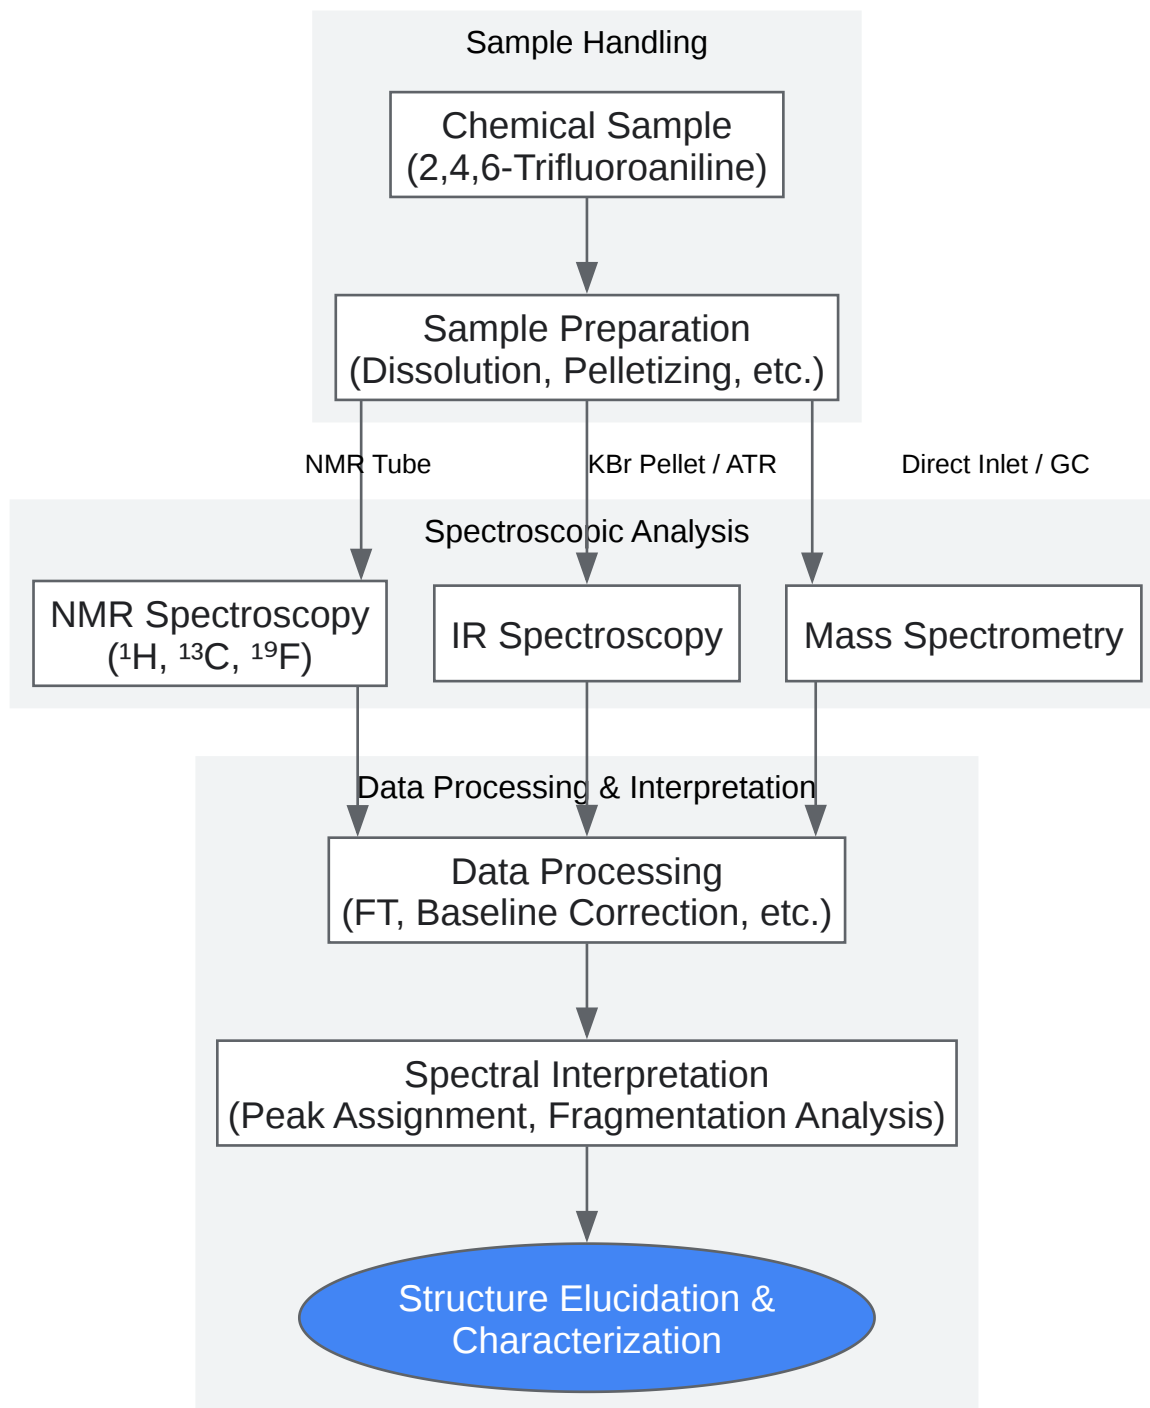 Sample Handling
Chemical Sample
(2,4,6-Trifluoroaniline)
Sample Preparation
(Dissolution, Pelletizing, etc.)
NMR Tube
KBr Pellet / ATR
Direct Inlet / GC
Spectroscopic Analysis
NMR Spectroscopy
(¹H, ¹³C, ¹⁹F)
IR Spectroscopy
Mass Spectrometry
Data Processing & Interpretation
Data Processing
(FT, Baseline Correction, etc.)
Spectral Interpretation
(Peak Assignment, Fragmentation Analysis)
Structure Elucidation &
Characterization